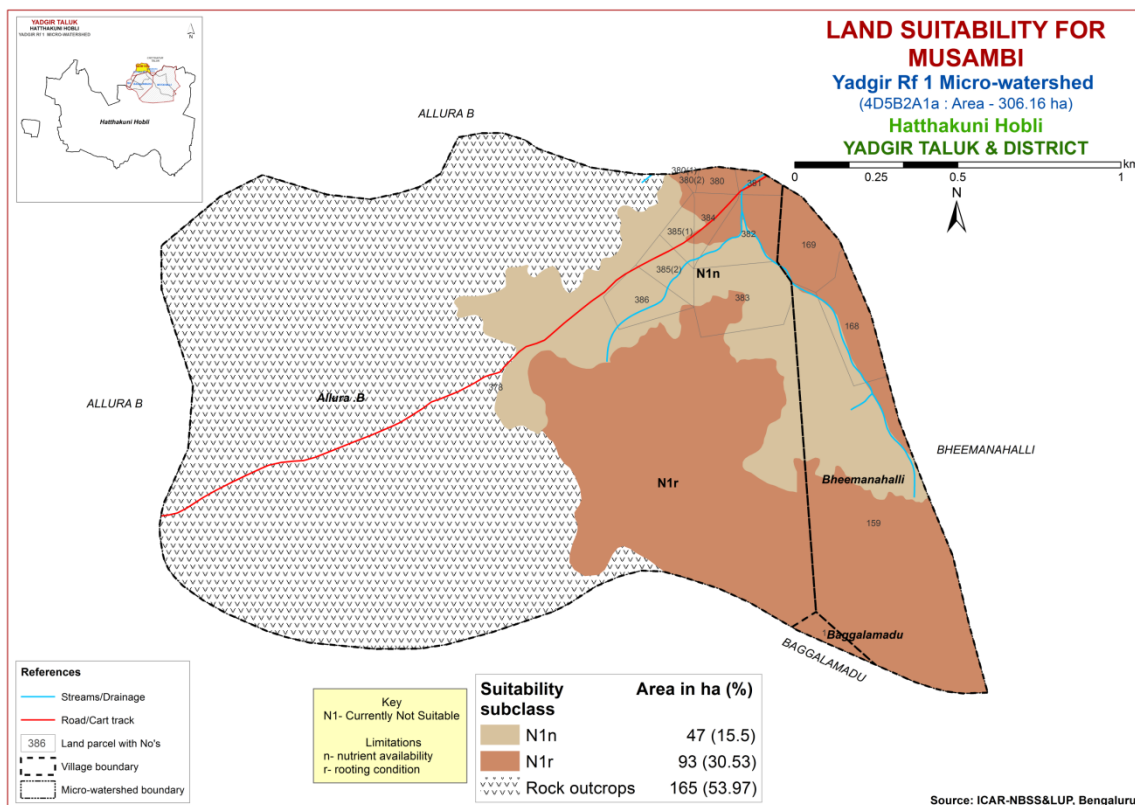 YADGIR TALUK
HATTHAKUNI HOBLI
YADGIR Rf 1 MICRO-WATERSHED
N
Hatthakuni Hobli
LAND SUITABILITY FOR
MUSAMBI
Yadgir Rf 1 Micro-watershed
(4D5B2A1a : Area - 306.16 ha)
Hatthakuni Hobli
YADGIR TALUK & DISTRICT
km
0 0.25 0.5 1
N
ALLURA B
380(1)
380(2)
380
381
384
385(1)
382
169
385(2)
N1n
386
383
168
378
Allura .B
ALLURA B
BHEEMANAHALLI
N1r
Bheemanahalli
159
Baggalamadu
BAGGALAMADU
References
Streams/Drainage
Road/Cart track
386 Land parcel with No's
Village boundary
Micro-watershed boundary
Key
N1- Currently Not Suitable
Limitations
n- nutrient availability
r- rooting condition
Suitability subclass Area in ha (%)
N1n 47 (15.5)
N1r 93 (30.53)
Rock outcrops 165 (53.97)
Source: ICAR-NBSS&LUP, Bengaluru